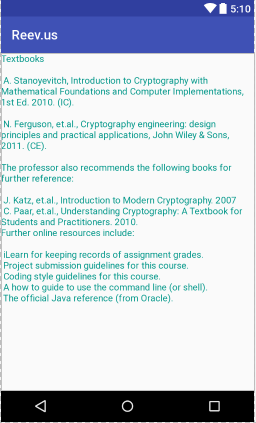 5:10
Reev.us
Textbooks
A. Stanoyevitch, Introduction to Cryptography with
Mathematical Foundations and Computer Implementations,
1st Ed. 2010. (IC).
N. Ferguson, et.al., Cryptography engineering: design
principles and practical applications, John Wiley & Sons,
2011. (CE).
The professor also recommends the following books for
further reference:
J. Katz, et.al., Introduction to Modern Cryptography. 2007
C. Paar, et.al., Understanding Cryptography: A Textbook for
Students and Practitioners. 2010.
Further online resources include:
iLearn for keeping records of assignment grades.
Project submission guidelines for this course.
Coding style guidelines for this course.
A how to guide to use the command line (or shell).
The official Java reference (from Oracle).